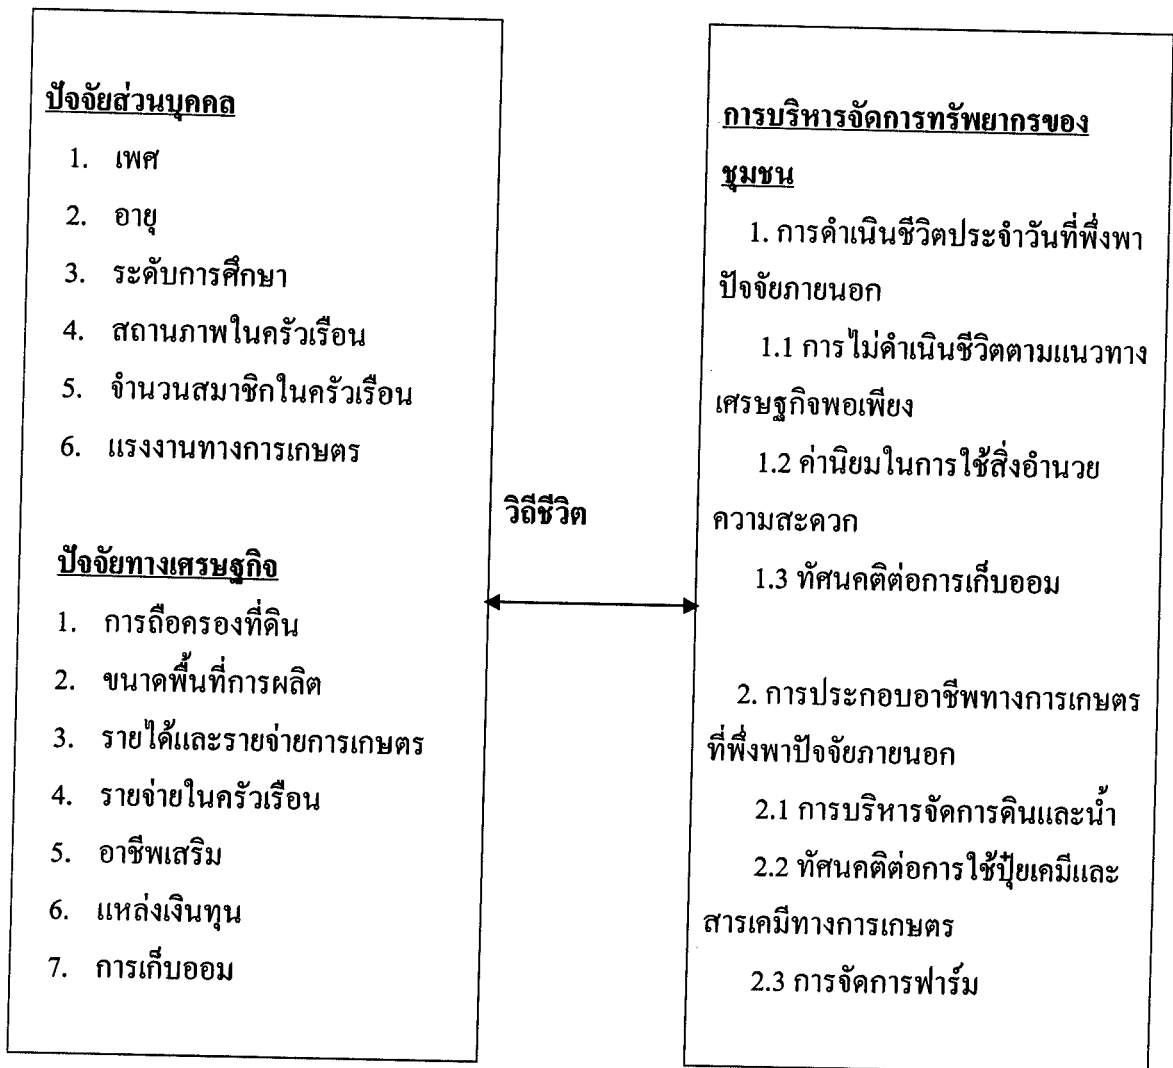 ปัจจัยส่วนบุคคล
1. เพศ
2. อายุ
3. ระดับการศึกษา
4. สถานภาพในครัวเรือน
5. จำนวนสมาชิกในครัวเรือน
6. แรงงานทางการเกษตร
ปัจจัยทางเศรษฐกิจ
1. การถือครองที่ดิน
2. ขนาดพื้นที่การผลิต
3. รายได้และรายจ่ายการเกษตร
4. รายจ่ายในครัวเรือน
5. อาชีพเสริม
6. แหล่งเงินทุน
7. การเก็บออม
วิถีชีวิต
การบริหารจัดการทรัพยากรของ
ชุมชน
1. การดำเนินชีวิตประจำวันที่พึ่งพา
ปัจจัยภายนอก
1.1 การไม่ดำเนินชีวิตตามแนวทาง
เศรษฐกิจพอเพียง
1.2 ค่านิยมในการใช้สิ่งอำนวย
ความสะดวก
1.3 ทัศนคติต่อการเก็บออม
2. การประกอบอาชีพทางการเกษตร
ที่พึ่งพาปัจจัยภายนอก
2.1 การบริหารจัดการดินและน้ำ
2.2 ทัศนคติต่อการใช้ปุ๋ยเคมีและ
สารเคมีทางการเกษตร
2.3 การจัดการฟาร์ม